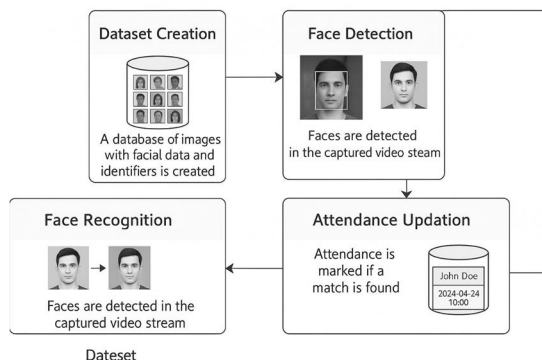 Dataset Creation
A database of images
with facial data and
identifiers is created
Face Detection
Faces are detected
in the captured video steam
Face Recognition
Faces are detected in the
captured video stream
Attendance Updation
Attendance is
marked if a
match is found
John Doe
2024-04-24
10:00
Dateset